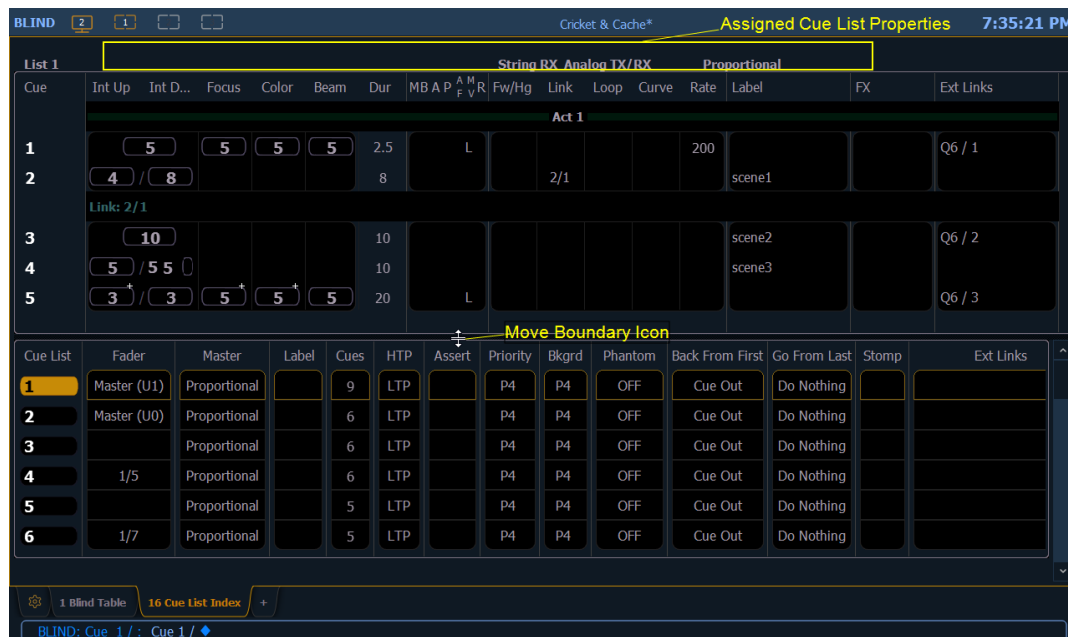 BLIND 2 1 Cricket & Cache* Assigned Cue List Properties 7:35:21 PM
List 1 String RX Analog TX/RX Proportional
Cue Int Up Int D... Focus Color Beam Dur M B A P A F M V R Fw/Hg Link Loop Curve Rate Label FX Ext Links
Act 1
1 5 5 5 5 2.5 L 200 Q6 / 1
2 4 / 8 8 2/1 scene1
Link: 2/1
3 10 10 scene2 Q6 / 2
4 5 / 5 5 10 scene3
5 3 + / 3 5 + 5 + 5 20 L Q6 / 3
Move Boundary Icon
Cue List Fader Master Label Cues HTP Assert Priority Bkgrd Phantom Back From First Go From Last Stomp Ext Links
1 Master (U1) Proportional 9 LTP P4 P4 OFF Cue Out Do Nothing
2 Master (U0) Proportional 6 LTP P4 P4 OFF Cue Out Do Nothing
3 Proportional 6 LTP P4 P4 OFF Cue Out Do Nothing
4 1/5 Proportional 6 LTP P4 P4 OFF Cue Out Do Nothing
5 Proportional 5 LTP P4 P4 OFF Cue Out Do Nothing
6 1/7 Proportional 5 LTP P4 P4 OFF Cue Out Do Nothing
1 Blind Table 16 Cue List Index +
BLIND: Cue 1 / : Cue 1 / ◆